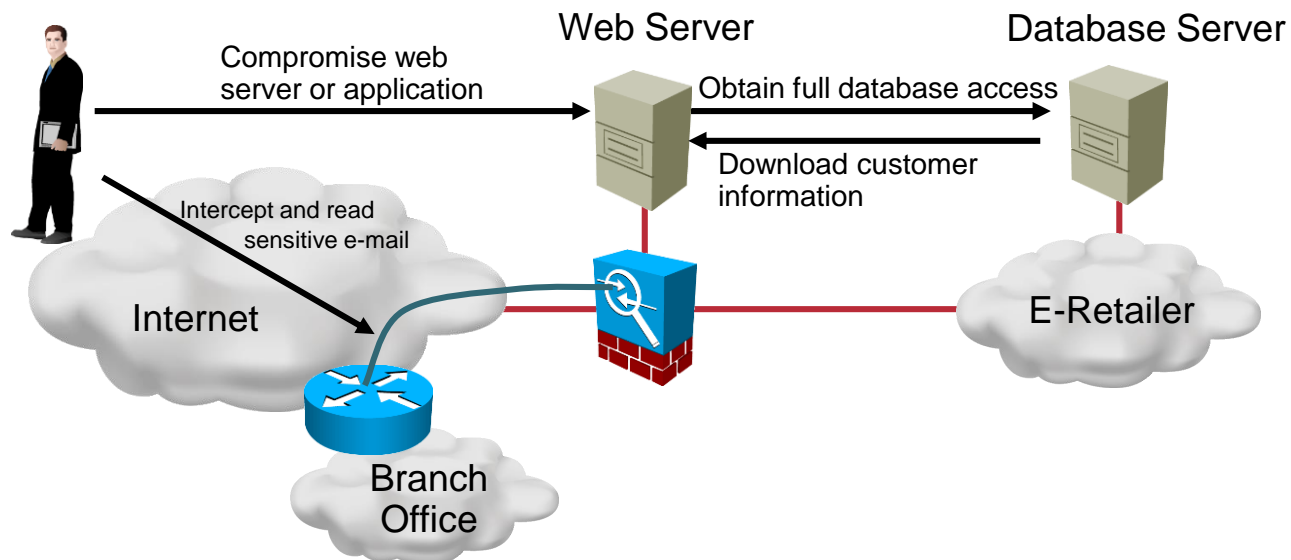 Web Server
Database Server
Compromise web
server or application
Obtain full database access
Download customer
information
Intercept and read
sensitive e-mail
Internet
E-Retailer
Branch
Office